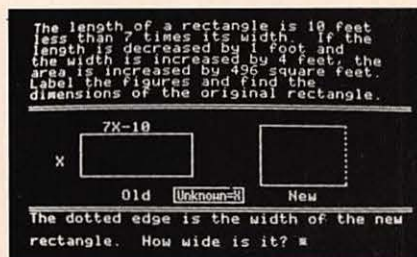 The length of a rectangle is 10 feet
less than 7 times its width. If the
length is decreased by 1 foot and
the width is increased by 4 feet, the
area is increased by 496 square feet.
Label the figures and find the
dimensions of the original rectangle.
7X-10
X
Old Unknown=X New
The dotted edge is the width of the new
rectangle. How wide is it?